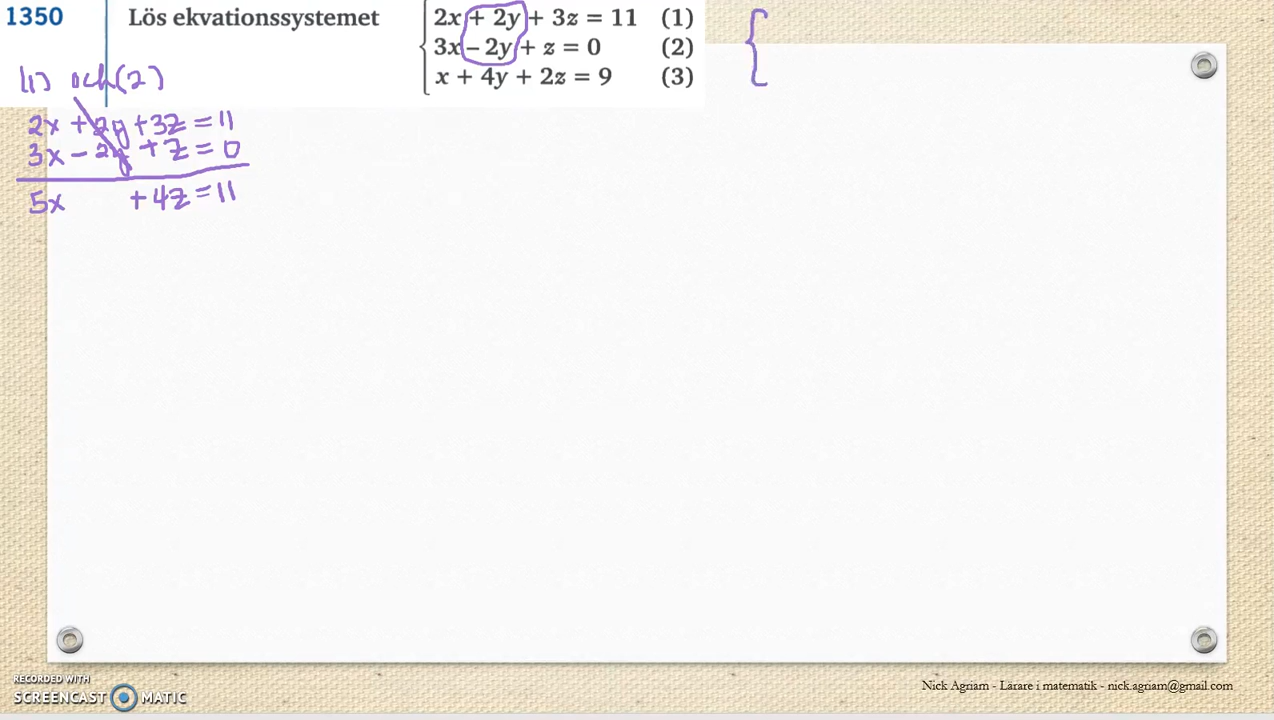 1350 Lös ekvationssystemet
2x + 2y + 3z = 11 (1)
3x − 2y + z = 0 (2)
x + 4y + 2z = 9 (3)
(1) och (2)
2x + 2y + 3z = 11
3x − 2y + z = 0
5x + 4z = 11
RECORDED WITH
SCREENCAST MATIC
Nick Agriam - Lärare i matematik - nick.agriam@gmail.com